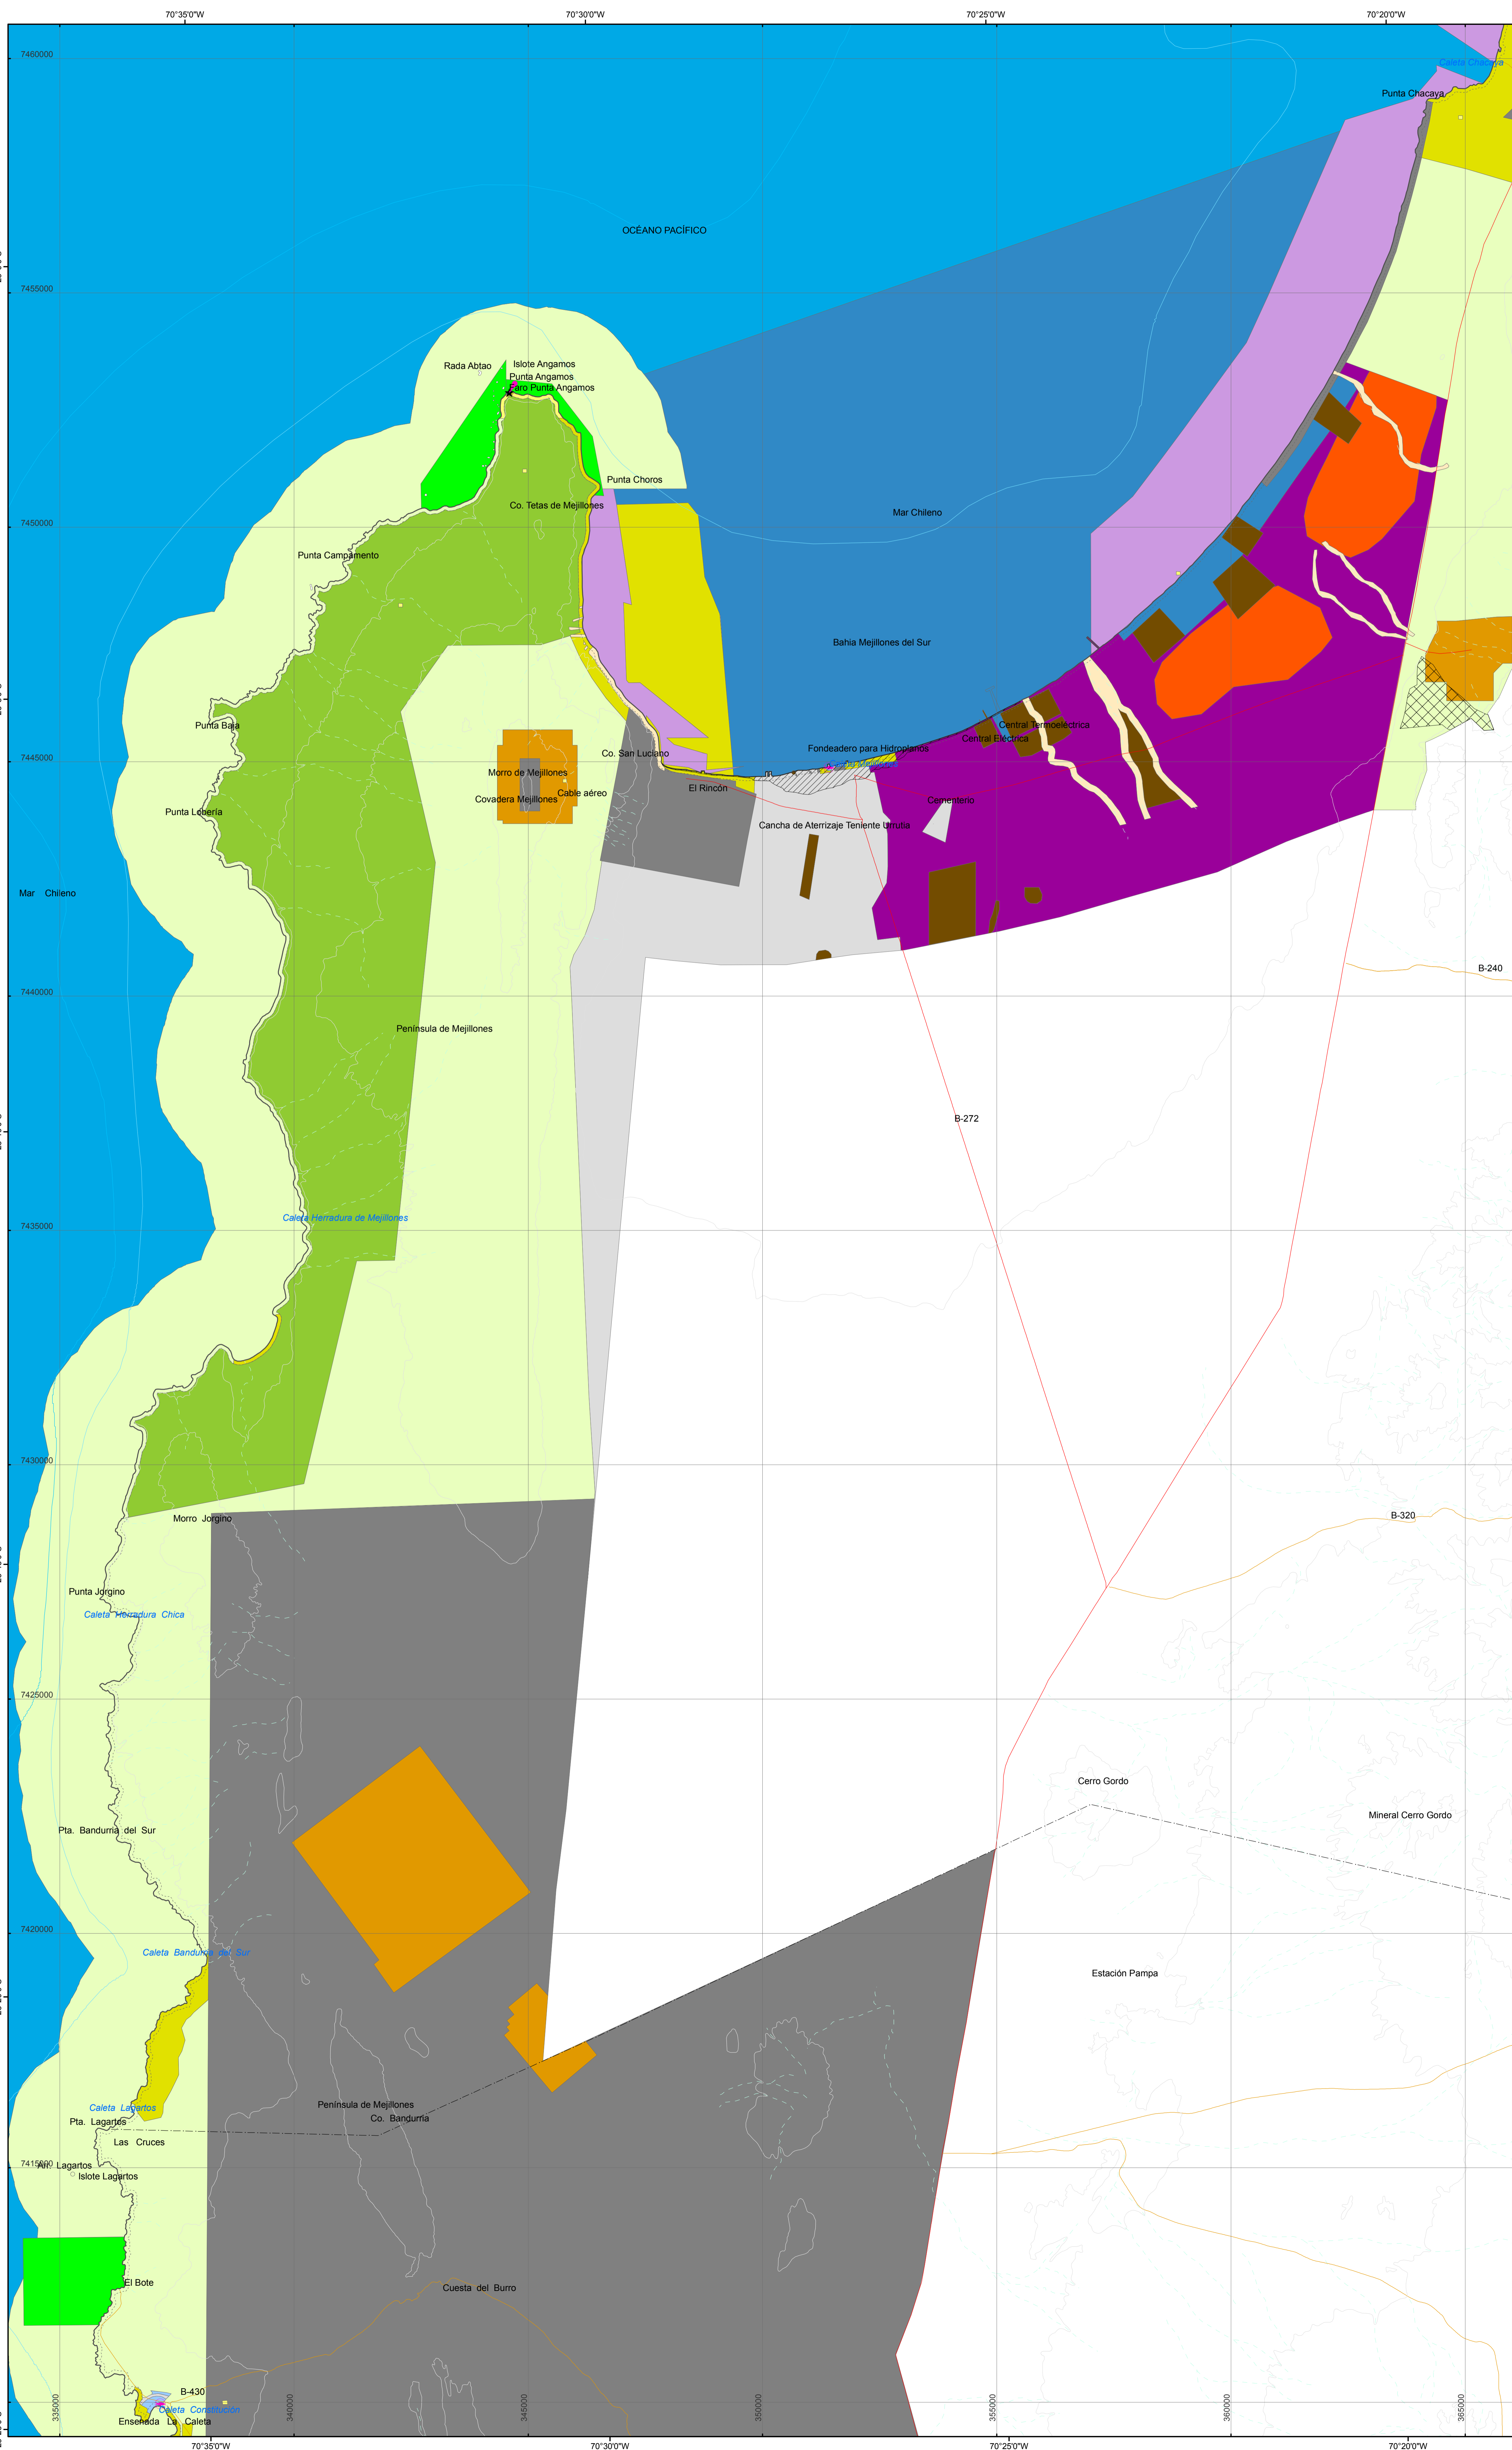 70°35'0"W
70°30'0"W
70°25'0"W
70°20'0"W
7460000
Caleta Chacaya
Punta Chacaya
OCÉANO PACÍFICO
7455000
Rada Abtao
Islote Angamos
Punta Angamos
Faro Punta Angamos
Punta Choros
Co. Tetas de Mejillones
Mar Chileno
7450000
Punta Campamento
Bahia Mejillones del Sur
Punta Baja
Central Termoeléctrica
Central Eléctrica
Fondeadero para Hidroplanos
Co. San Luciano
7445000
Morro de Mejillones
El Rincón
Cable aéreo
Covadera Mejillones
Cementerio
Punta Lobería
Cancha de Aterrizaje Teniente Urrutia
Mar Chileno
B-240
7440000
Península de Mejillones
B-272
Caleta Herradura de Mejillones
7435000
7430000
Morro Jorgino
B-320
Punta Jorgino
Caleta Herradura Chica
7425000
Cerro Gordo
Mineral Cerro Gordo
Pta. Bandurria del Sur
7420000
Caleta Bandurria del Sur
Estación Pampa
Península de Mejillones
Caleta Lagartos
Co. Bandurria
Pta. Lagartos
Las Cruces
7415000
Arr. Lagartos
Islote Lagartos
El Bote
Cuesta del Burro
B-430
Caleta Constitución
Ensenada La Caleta
335000
340000
345000
350000
355000
360000
365000
70°35'0"W
70°30'0"W
70°25'0"W
70°20'0"W